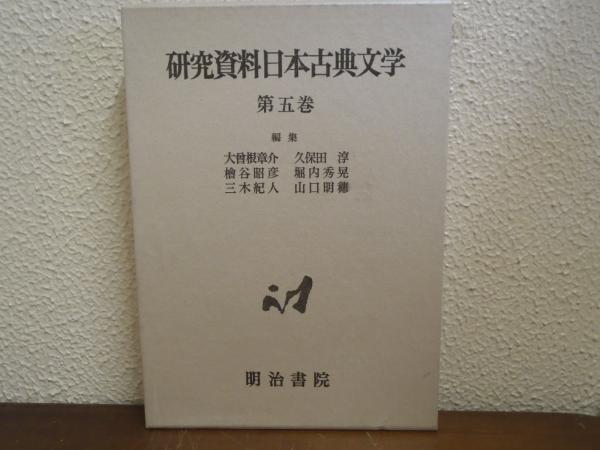 研究資料日本古典文学
第五巻
編集
大曾根章介 久保田淳
檜谷昭彦 堀内秀晃
三木紀人 山口明穂
明治書院